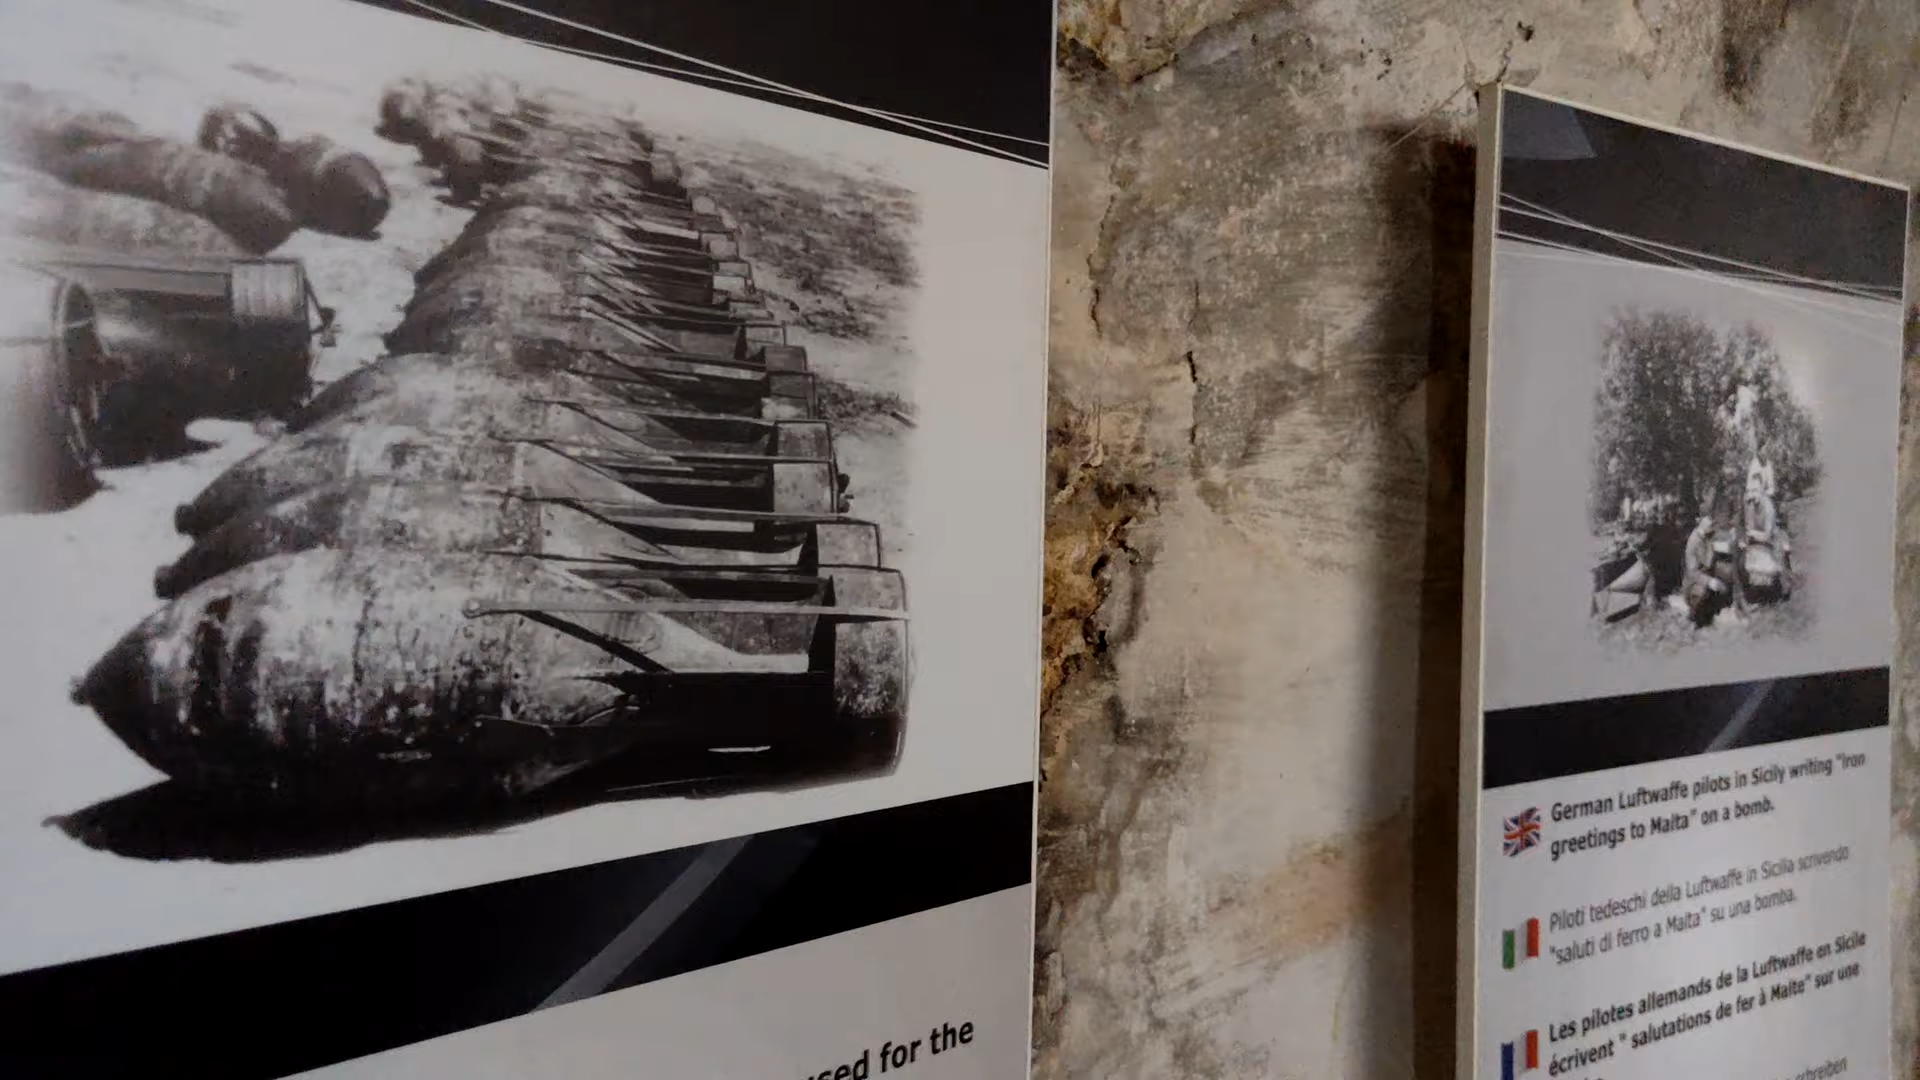 used for the
German Luftwaffe pilots in Sicily writing "Iron
greetings to Malta" on a bomb.
Piloti tedeschi della Luftwaffe in Sicilia scrivendo
"saluti di ferro a Malta" su una bomba.
Les pilotes allemands de la Luftwaffe en Sicile
écrivent " salutations de fer à Malte" sur une
schreiben